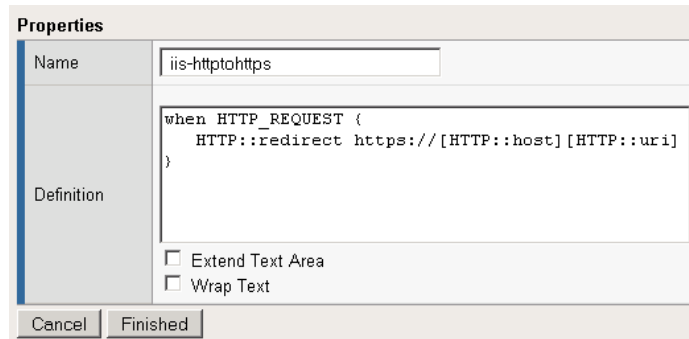 Properties
Name
iis-httptohttps
Definition
when HTTP_REQUEST {
   HTTP::redirect https://[HTTP::host][HTTP::uri]
}
Extend Text Area
Wrap Text
Cancel Finished